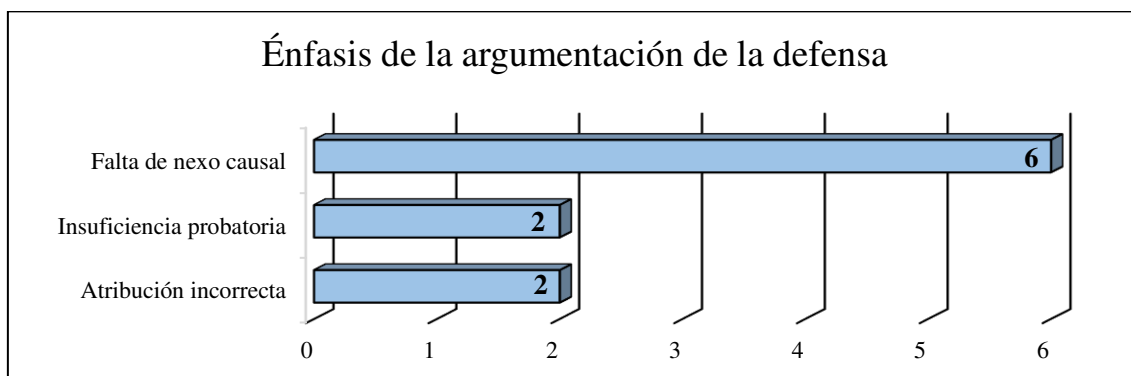 Énfasis de la argumentación de la defensa
Falta de nexo causal
6
Insuficiencia probatoria
2
Atribución incorrecta
2
0 1 2 3 4 5 6